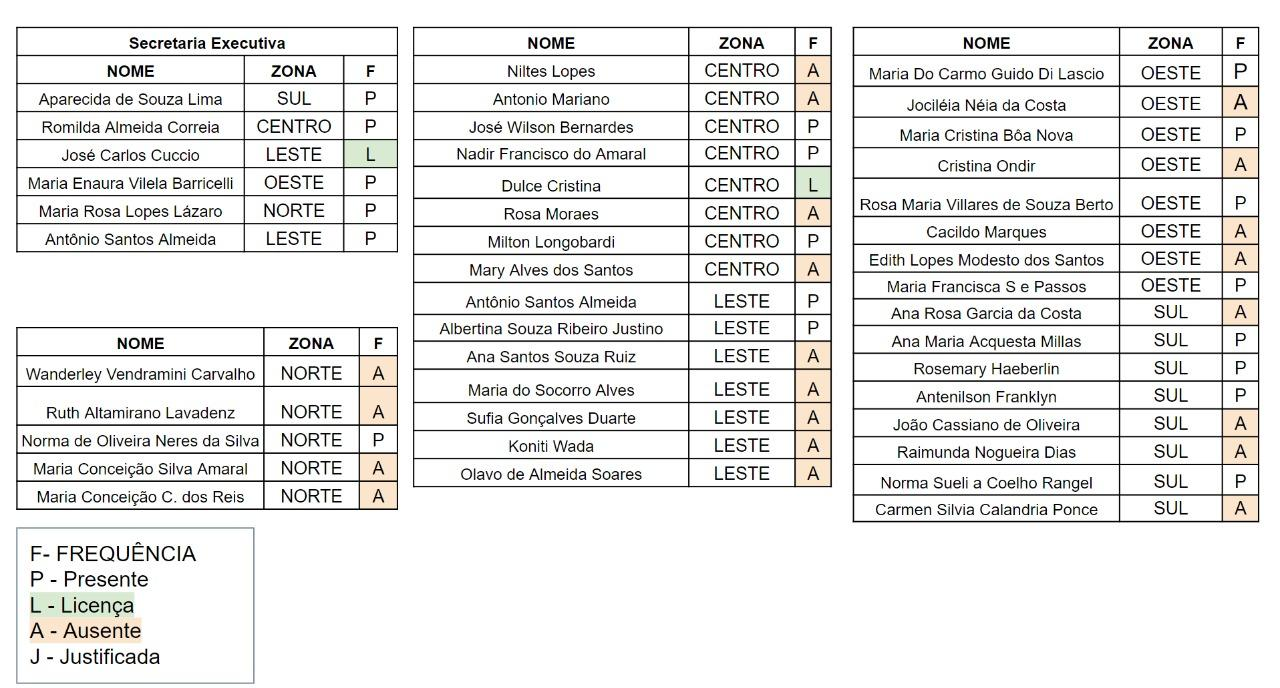 Secretaria Executiva
NOME ZONA F
Aparecida de Souza Lima SUL P
Romilda Almeida Correia CENTRO P
José Carlos Cuccio LESTE L
Maria Enaura Vilela Barricelli OESTE P
Maria Rosa Lopes Lázaro NORTE P
Antônio Santos Almeida LESTE P
NOME ZONA F
Wanderley Vendramini Carvalho NORTE A
Ruth Altamirano Lavadenz NORTE A
Norma de Oliveira Neres da Silva NORTE P
Maria Conceição Silva Amaral NORTE A
Maria Conceição C. dos Reis NORTE A
F- FREQUÊNCIA
P - Presente
L - Licença
A - Ausente
J - Justificada
NOME ZONA F
Niltes Lopes CENTRO A
Antonio Mariano CENTRO A
José Wilson Bernardes CENTRO P
Nadir Francisco do Amaral CENTRO P
Dulce Cristina CENTRO L
Rosa Moraes CENTRO A
Milton Longobardi CENTRO P
Mary Alves dos Santos CENTRO A
Antônio Santos Almeida LESTE P
Albertina Souza Ribeiro Justino LESTE P
Ana Santos Souza Ruiz LESTE A
Maria do Socorro Alves LESTE A
Sufia Gonçalves Duarte LESTE A
Koniti Wada LESTE A
Olavo de Almeida Soares LESTE A
NOME ZONA F
Maria Do Carmo Guido Di Lascio OESTE P
Jociléia Néia da Costa OESTE A
Maria Cristina Bôa Nova OESTE P
Cristina Ondir OESTE A
Rosa Maria Villares de Souza Berto OESTE P
Cacildo Marques OESTE A
Edith Lopes Modesto dos Santos OESTE A
Maria Francisca S e Passos OESTE P
Ana Rosa Garcia da Costa SUL A
Ana Maria Acquesta Millas SUL P
Rosemary Haeberlin SUL P
Antenilson Franklyn SUL P
João Cassiano de Oliveira SUL A
Raimunda Nogueira Dias SUL A
Norma Sueli a Coelho Rangel SUL P
Carmen Silvia Calandria Ponce SUL A